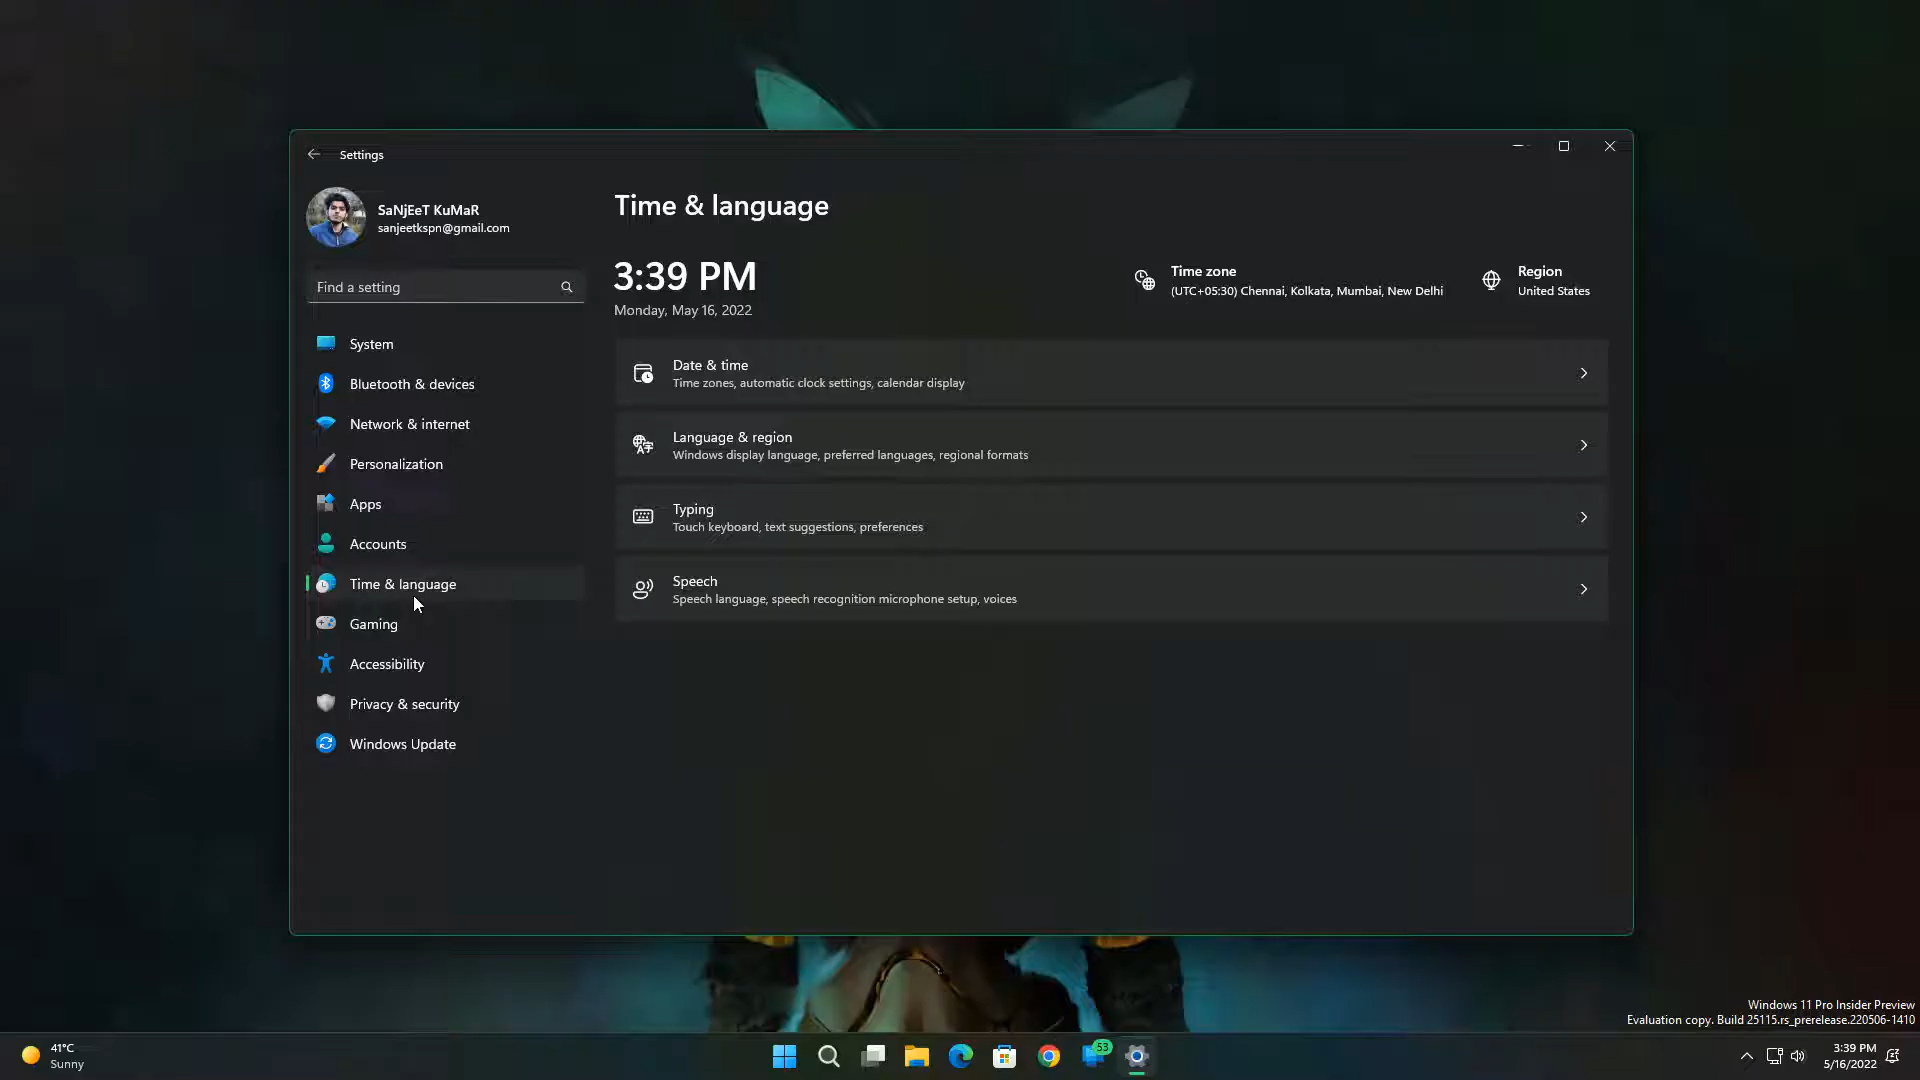 Settings
SaNjEeT KuMaR
sanjeetkspn@gmail.com
Find a setting
System
Bluetooth & devices
Network & internet
Personalization
Apps
Accounts
Time & language
Gaming
Accessibility
Privacy & security
Windows Update
Time & language
3:39 PM
Monday, May 16, 2022
Time zone
(UTC+05:30) Chennai, Kolkata, Mumbai, New Delhi
Region
United States
Date & time
Time zones, automatic clock settings, calendar display
Language & region
Windows display language, preferred languages, regional formats
Typing
Touch keyboard, text suggestions, preferences
Speech
Speech language, speech recognition microphone setup, voices
Windows 11 Pro Insider Preview
Evaluation copy. Build 25115.rs_prerelease.220506-1410
41°C
Sunny
53
3:39 PM
5/16/2022